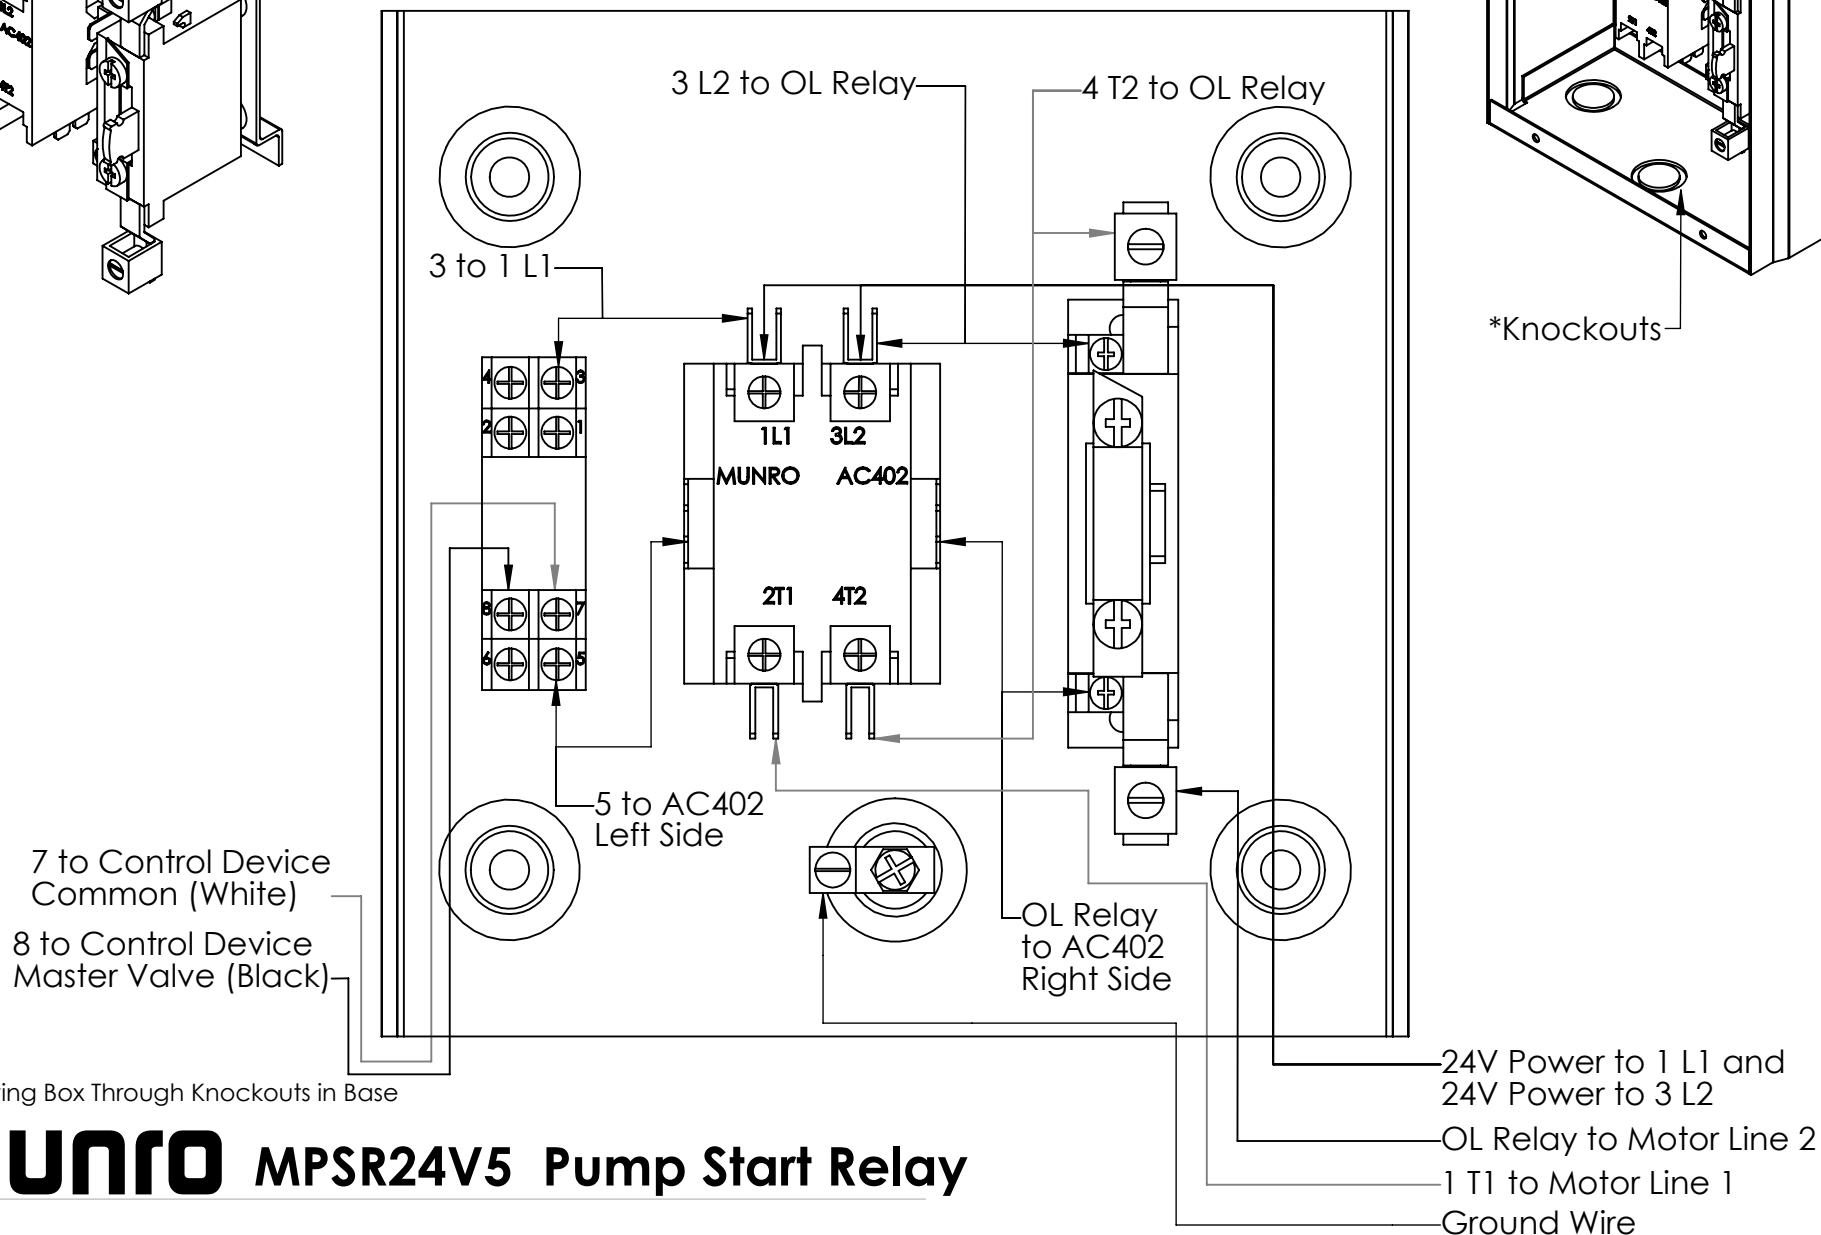 AC402
3 L2 to OL Relay
4 T2 to OL Relay
3 to 1 L1
*Knockouts
4
3
2
1
1L1
3L2
MUNRO
AC402
2T1
4T2
8
7
6
5
5 to AC402
Left Side
7 to Control Device
Common (White)
8 to Control Device
Master Valve (Black)
OL Relay
to AC402
Right Side
24V Power to 1 L1 and
24V Power to 3 L2
Box Through Knockouts in Base
OL Relay to Motor Line 2
unro MPSR24V5 Pump Start Relay
1 T1 to Motor Line 1
Ground Wire